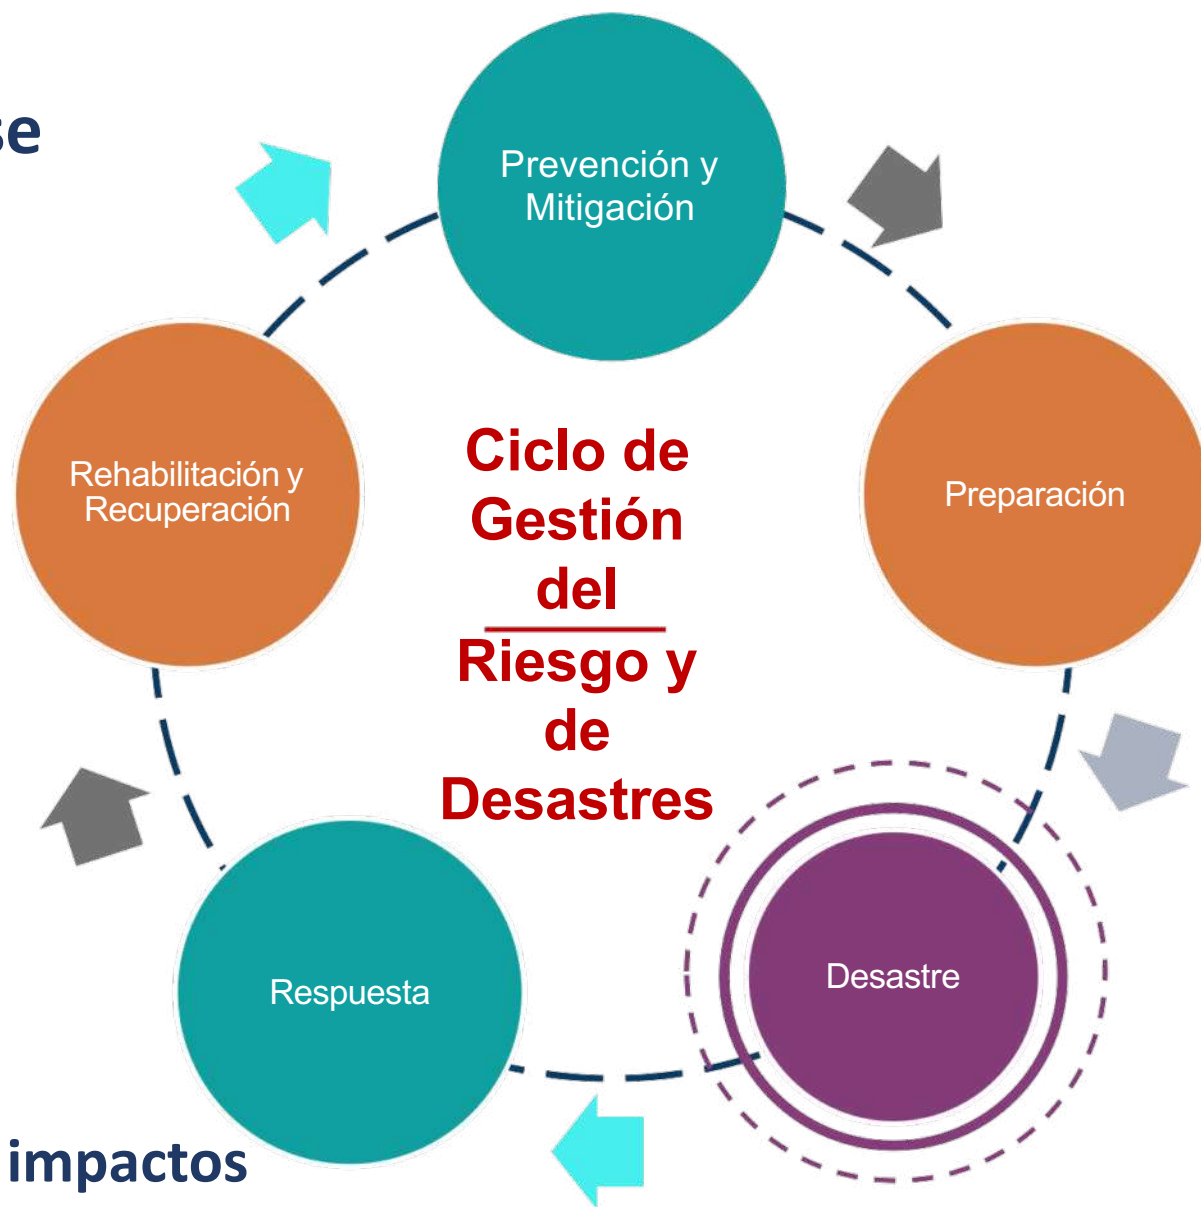 se
Prevención y
Mitigación
Rehabilitación y
Recuperación
Ciclo de
Gestión
del
Riesgo y
de
Desastres
Preparación
Respuesta
Desastre
impactos